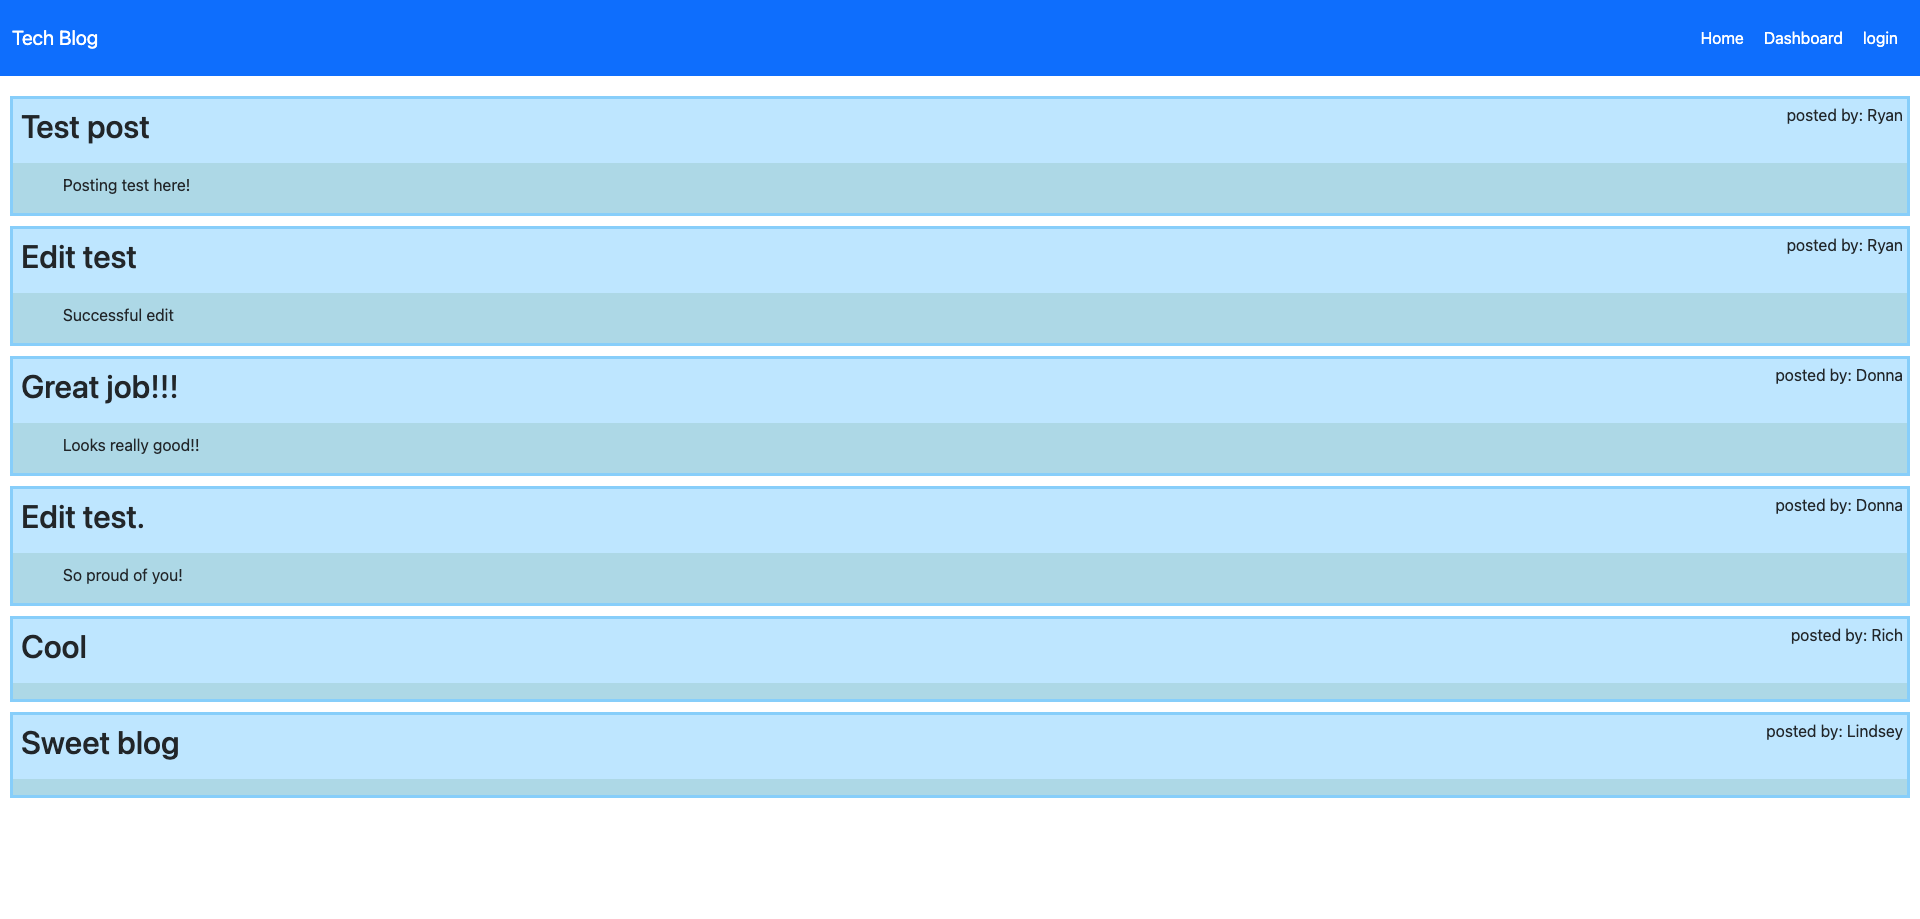 Tech Blog
Home Dashboard login
Test post
posted by: Ryan
Posting test here!
Edit test
posted by: Ryan
Successful edit
Great job!!!
posted by: Donna
Looks really good!!
Edit test.
posted by: Donna
So proud of you!
Cool
posted by: Rich
Sweet blog
posted by: Lindsey